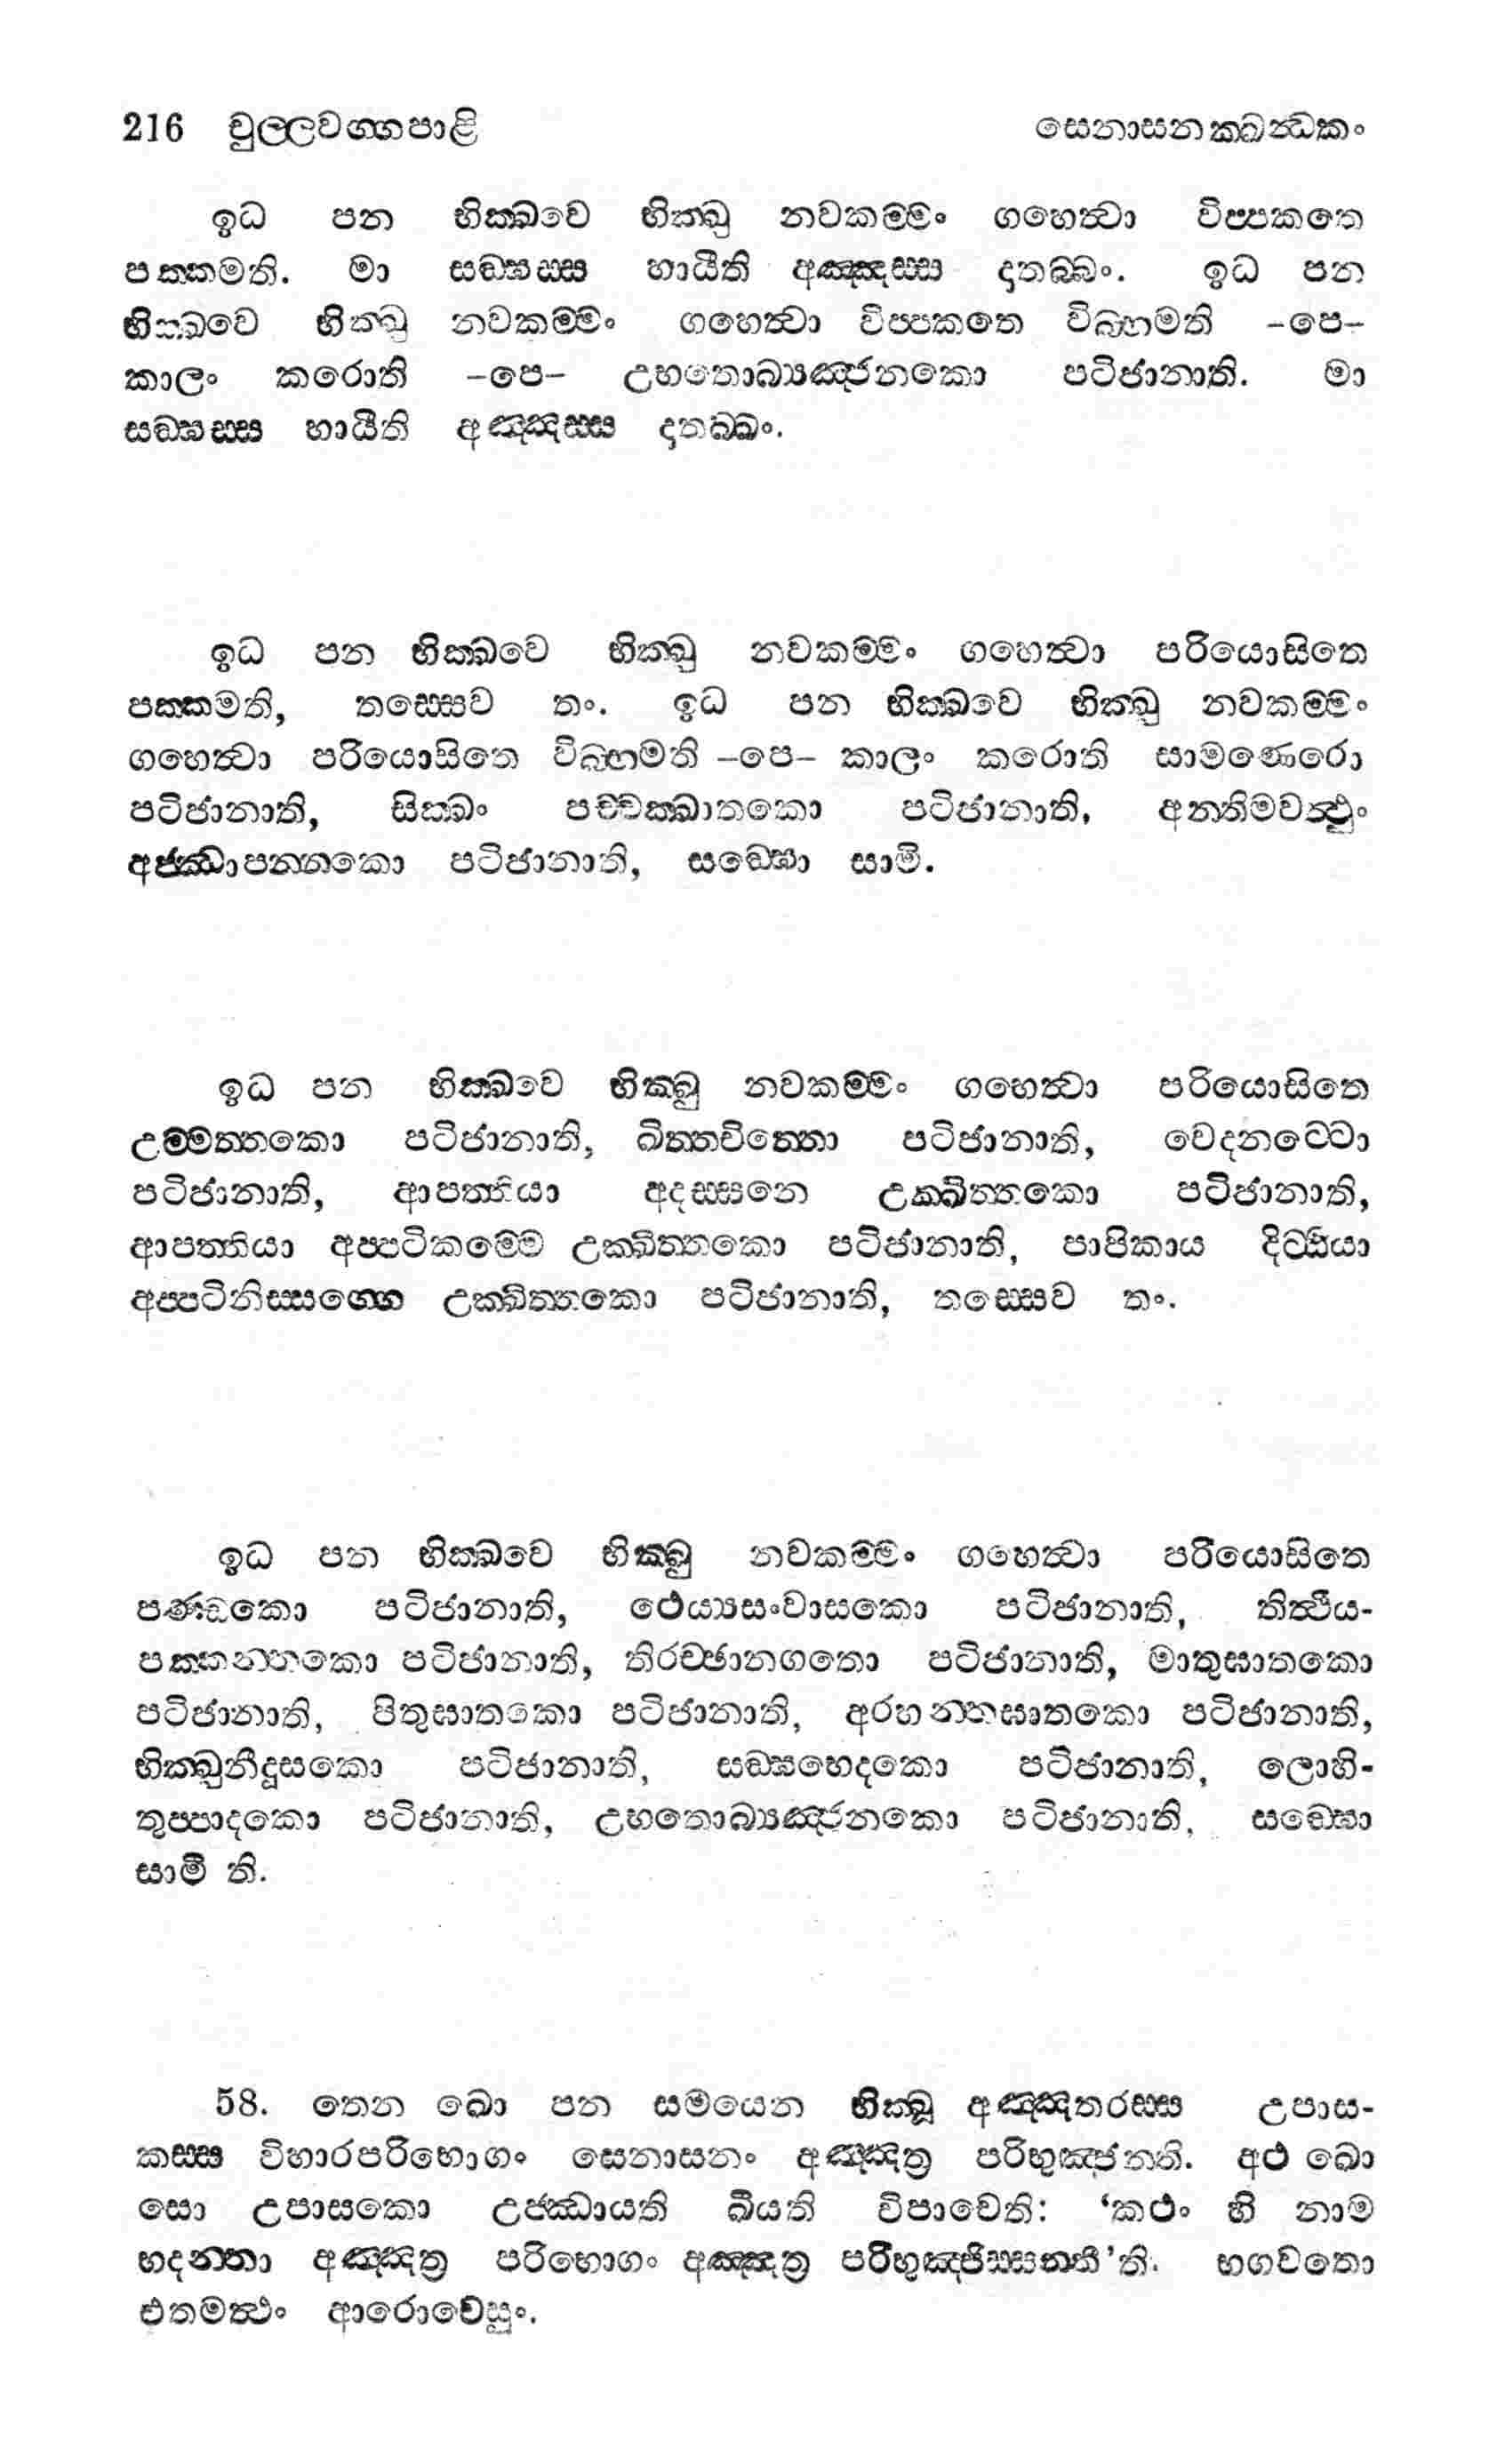 216 චුල්ලවග්ගපාළි සෙනාසනක්ඛන්ධකං
ඉධ පන භික්ඛවෙ භික්ඛු නවකම්මං ගහෙත්වා විප්පකතෙ
පක්කමති. මා සඞ්ඝස්ස හායීති අඤ්ඤස්ස දාතබ්බං. ඉධ පන
භික්ඛවෙ භික්ඛු නවකම්මං ගහෙත්වා විප්පකතෙ විබ්භමති –පෙ–
කාලං කරොති –පෙ– උභතොබ්‍යඤ්ජනකො පටිජානාති. මා
සඞ්ඝස්ස හායීති අඤ්ඤස්ස දාතබ්බං.
ඉධ පන භික්ඛවෙ භික්ඛු නවකම්මං ගහෙත්වා පරියොසිතෙ
පක්කමති, තස්සෙව තං. ඉධ පන භික්ඛවෙ භික්ඛු නවකම්මං
ගහෙත්වා පරියොසිතෙ විබ්භමති –පෙ– කාලං කරොති සාමණෙරො
පටිජානාති, සික්ඛං පච්චක්ඛාතකො පටිජානාති, අන්තිමවත්ථුං
අජ්ඣාපන්නකො පටිජානාති, සඞ්ඝො සාමි.
ඉධ පන භික්ඛවෙ භික්ඛු නවකම්මං ගහෙත්වා පරියොසිතෙ
උම්මත්තකො පටිජානාති, ඛිත්තචිත්තො පටිජානාති, වෙදනට්ටො
පටිජානාති, ආපත්තියා අදස්සනෙ උක්ඛිත්තකො පටිජානාති,
ආපත්තියා අප්පටිකම්මෙ උක්ඛිත්තකො පටිජානාති, පාපිකාය දිට්ඨියා
අප්පටිනිස්සග්ගෙ උක්ඛිත්තකො පටිජානාති, තස්සෙව තං.
ඉධ පන භික්ඛවෙ භික්ඛු නවකම්මං ගහෙත්වා පරියොසිතෙ
පණ්ඩකො පටිජානාති, ථෙය්‍යසංවාසකො පටිජානාති, තිත්ථිය-
පක්කන්තකො පටිජානාති, තිරච්ඡානගතො පටිජානාති, මාතුඝාතකො
පටිජානාති, පිතුඝාතකො පටිජානාති, අරහන්තඝාතකො පටිජානාති,
භික්ඛුනීදූසකො පටිජානාති, සඞ්ඝභෙදකො පටිජානාති, ලොහි-
තුප්පාදකො පටිජානාති, උභතොබ්‍යඤ්ජනකො පටිජානාති, සඞ්ඝො
සාමී ති.
58. තෙන ඛො පන සමයෙන භික්ඛූ අඤ්ඤතරස්ස උපාස-
කස්ස විහාරපරිභොගං සෙනාසනං අඤ්ඤත්‍ර පරිභුඤ්ජන්ති. අථ ඛො
සො උපාසකො උජ්ඣායති ඛීයති විපාචෙති: ‘කථං හි නාම
භදන්තා අඤ්ඤත්‍ර පරිභොගං අඤ්ඤත්‍ර පරිභුඤ්ජිස්සන්තී’ති. භගවතො
එතමත්ථං ආරොචෙසුං.